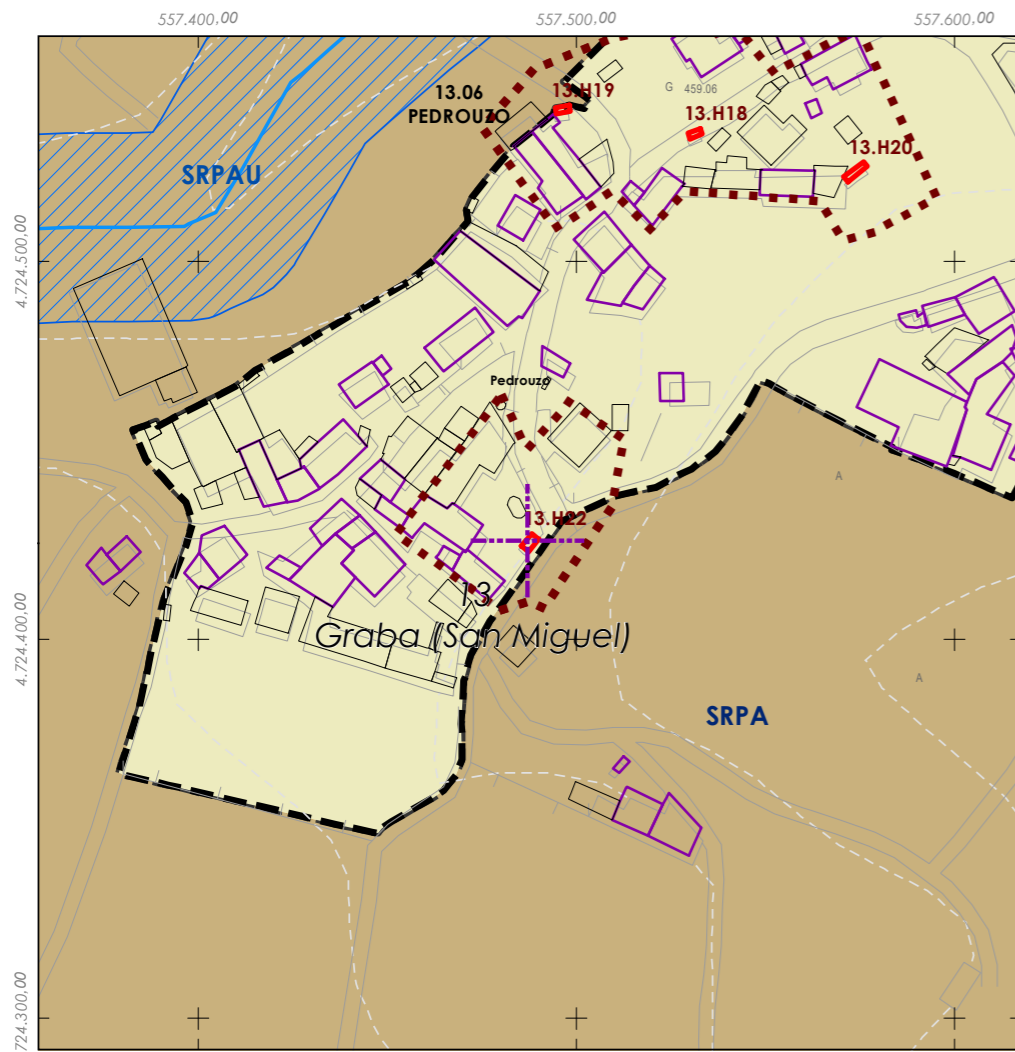 557.400,00
557.500,00
557.600,00
13.06
PEDROUZO
13.H19
G 459.06
13.H18
13.H20
SRPAU
4.724.500,00
Pedrouzo
A
3.H22
13
Graba (San Miguel)
4.724.400,00
A
SRPA
724.300,00